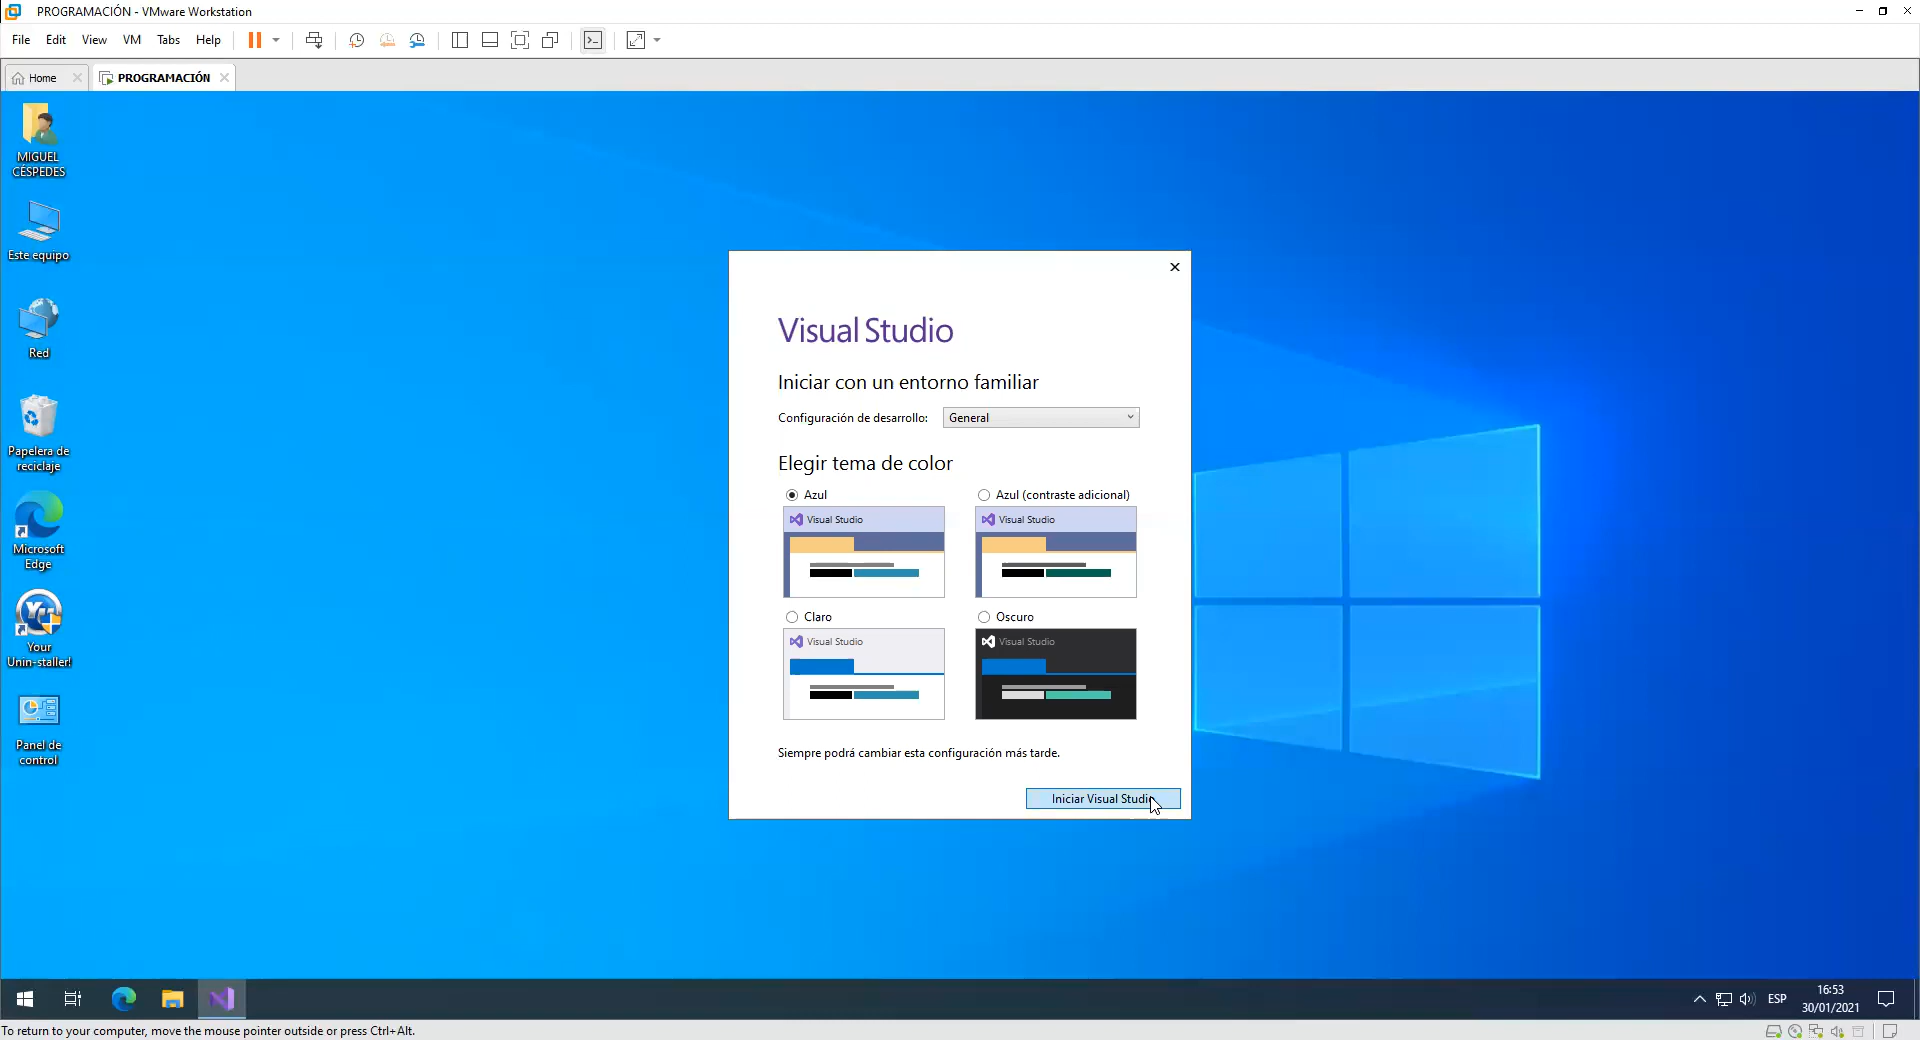 PROGRAMACIÓN - VMware Workstation
File Edit View VM Tabs Help
Home PROGRAMACIÓN
MIGUEL
CÉSPEDES
Este equipo
Red
Papelera de
reciclaje
Microsoft
Edge
Your
Unin-staller!
Panel de
control
Visual Studio
Iniciar con un entorno familiar
Configuración de desarrollo: General
Elegir tema de color
Azul Azul (contraste adicional)
Visual Studio Visual Studio
Claro Oscuro
Visual Studio Visual Studio
Siempre podrá cambiar esta configuración más tarde.
Iniciar Visual Studio
ESP
16:53
30/01/2021
To return to your computer, move the mouse pointer outside or press Ctrl+Alt.